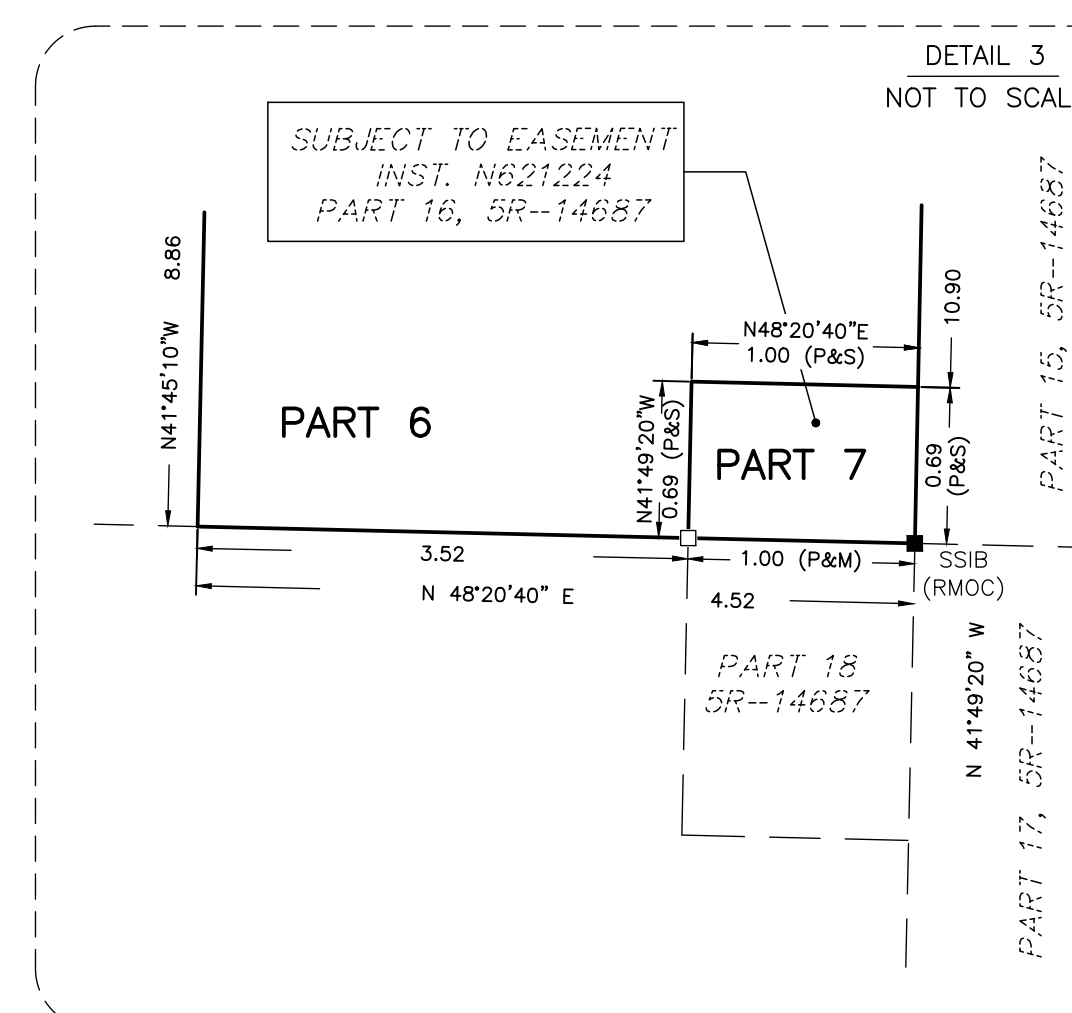 DETAIL 3
NOT TO SCAL
SUBJECT TO EASEMENT
INST. N621224
PART 16, 5R--14687
PART 15, 5R--14687
N41°45'10"W 8.86
10.90
N48°20'40"E
1.00 (P&S)
PART 6
N41°49'20"W
0.69 (P&S)
PART 7
0.69
(P&S)
3.52
1.00 (P&M)
SSIB
(RMOC)
N 48°20'40" E
4.52
PART 18
5R--14687
N 41°49'20" W
PART 17, 5R--14687